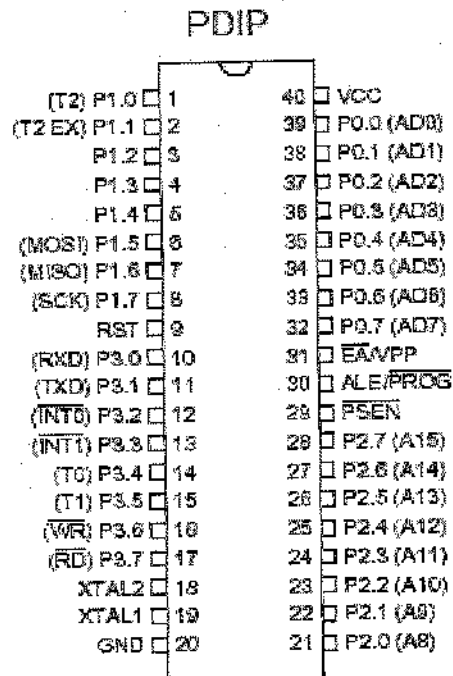 PDIP
(T2) P1.0 1
(T2 EX) P1.1 2
P1.2 3
P1.3 4
P1.4 5
(MOSI) P1.5 6
(MISO) P1.6 7
(SCK) P1.7 8
RST 9
(RXD) P3.0 10
(TXD) P3.1 11
(INT0) P3.2 12
(INT1) P3.3 13
(T0) P3.4 14
(T1) P3.5 15
(WR) P3.6 16
(RD) P3.7 17
XTAL2 18
XTAL1 19
GND 20
40 VCC
39 P0.0 (AD0)
38 P0.1 (AD1)
37 P0.2 (AD2)
36 P0.3 (AD3)
35 P0.4 (AD4)
34 P0.5 (AD5)
33 P0.6 (AD6)
32 P0.7 (AD7)
31 EA/VPP
30 ALE/PROG
29 PSEN
28 P2.7 (A15)
27 P2.6 (A14)
26 P2.5 (A13)
25 P2.4 (A12)
24 P2.3 (A11)
23 P2.2 (A10)
22 P2.1 (A9)
21 P2.0 (A8)